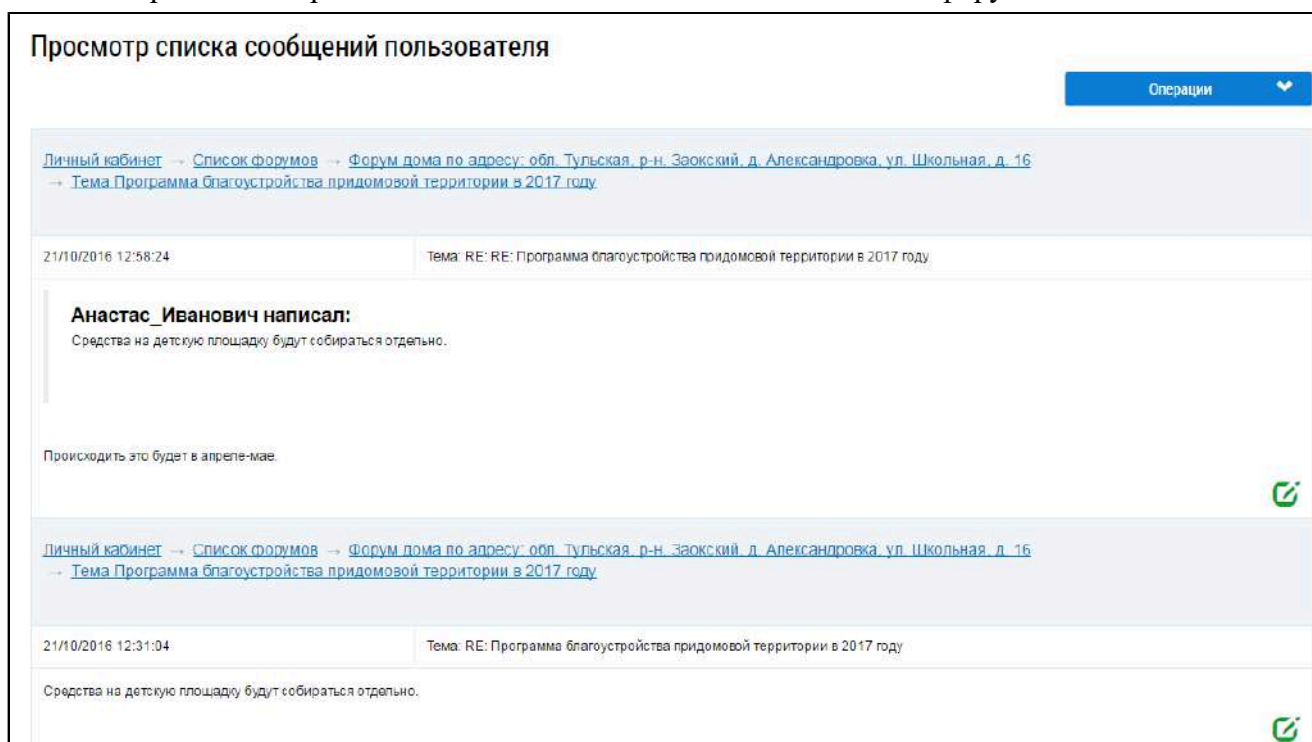 Просмотр списка сообщений пользователя
Операции
Личный кабинет → Список форумов → Форум дома по адресу: обл. Тульская, р-н. Заокский, д. Александровка, ул. Школьная, д. 16
→ Тема Программа благоустройства придомовой территории в 2017 году
21/10/2016 12:58:24 Тема: RE: RE: Программа благоустройства придомовой территории в 2017 году
Анастас_Иванович написал:
Средства на детскую площадку будут собираться отдельно.
Происходить это будет в апреле-мае.
Личный кабинет → Список форумов → Форум дома по адресу: обл. Тульская, р-н. Заокский, д. Александровка, ул. Школьная, д. 16
→ Тема Программа благоустройства придомовой территории в 2017 году
21/10/2016 12:31:04 Тема: RE: Программа благоустройства придомовой территории в 2017 году
Средства на детскую площадку будут собираться отдельно.